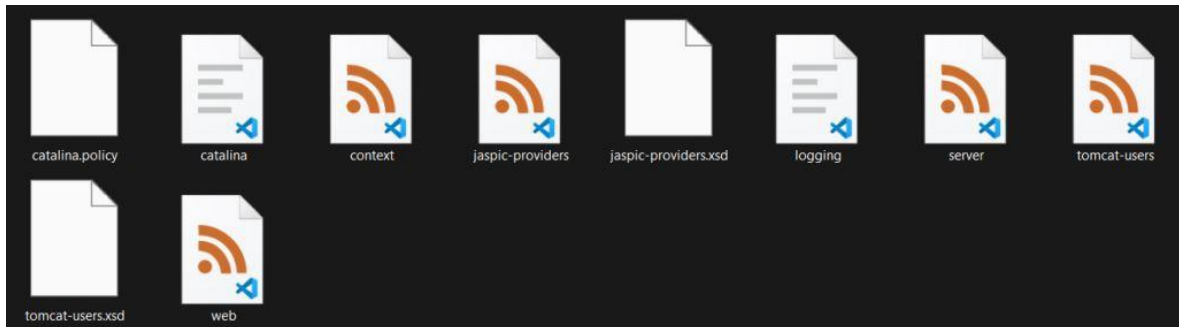 catalina.policy
catalina
context
jaspic-providers
jaspic-providers.xsd
logging
server
tomcat-users
tomcat-users.xsd
web